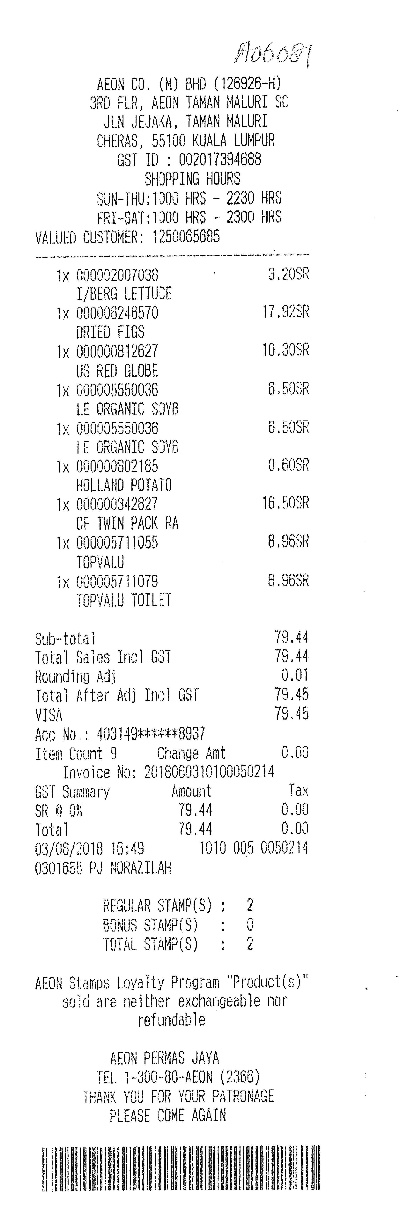 A06087
AEON CO. (M) BHD (126926-H)
3RD FLR, AEON TAMAN MALURI SC
JLN JEJAKA, TAMAN MALURI
CHERAS, 55100 KUALA LUMPUR
GST ID : 002017394688
SHOPPING HOURS
SUN-THU:1000 HRS - 2230 HRS
FRI-SAT:1000 HRS - 2300 HRS
VALUED CUSTOMER: 1250065685
1x 000002007036 3.20SR
I/BERG LETTUCE
1x 000008246570 17.92SR
DRIED FIGS
1x 000000812627 10.30SR
US RED GLOBE
1x 000005550036 6.50SR
LE ORGANIC SOYB
1x 000005550036 6.50SR
LE ORGANIC SOYB
1x 000000802185 0.60SR
HOLLAND POTATO
1x 000000342827 16.50SR
CF TWIN PACK RA
1x 000005711055 8.96SR
TOPVALU
1x 000005711079 8.96SR
TOPVALU TOILET
Sub-total 79.44
Total Sales Incl GST 79.44
Rounding Adj 0.01
Total After Adj Incl GST 79.45
VISA 79.45
Acc No : 403149******8937
Item Count 9 Change Amt 0.00
Invoice No: 2018060310100050214
GST Summary Amount Tax
SR @ 0% 79.44 0.00
Total 79.44 0.00
03/06/2018 16:49 1010 005 0050214
0301655 PJ NORAZILAH
REGULAR STAMP(S) : 2
BONUS STAMP(S) : 0
TOTAL STAMP(S) : 2
AEON Stamps Loyalty Program "Product(s)"
sold are neither exchangeable nor
refundable
AEON PERMAS JAYA
TEL 1-300-80-AEON (2366)
THANK YOU FOR YOUR PATRONAGE
PLEASE COME AGAIN